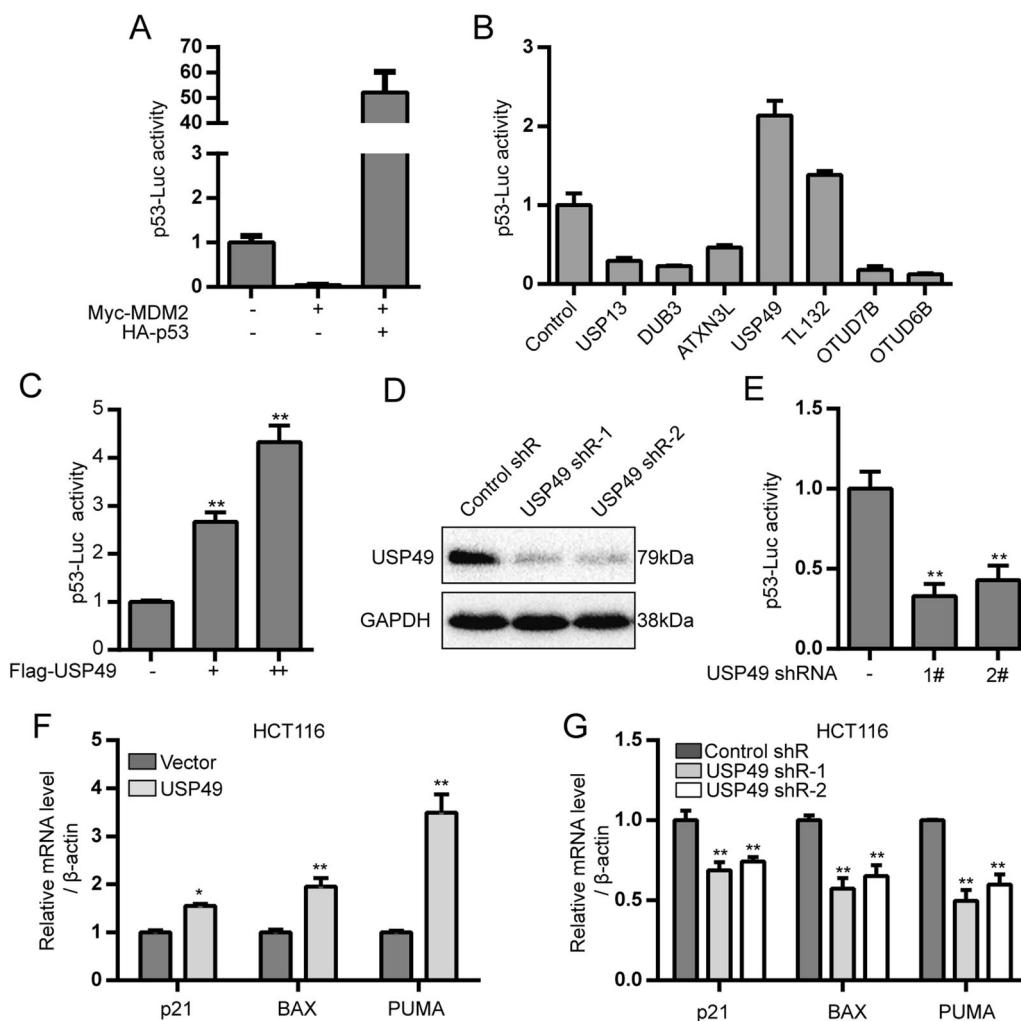 A
p53-Luc activity
70
60
50
40
3
2
1
0
Myc-MDM2 - + +
HA-p53 - - +
B
p53-Luc activity
3
2
1
0
Control
USP13
DUB3
ATXN3L
USP49
TL132
OTUD7B
OTUD6B
C
p53-Luc activity
5
4
3
2
1
0
** **
Flag-USP49 - + ++
D
Control shR
USP49 shR-1
USP49 shR-2
USP49 79kDa
GAPDH 38kDa
E
p53-Luc activity
1.5
1.0
0.5
0.0
** **
USP49 shRNA - 1# 2#
F
HCT116
Relative mRNA level
/ β-actin
5
4
3
2
1
0
Vector
USP49
* ** **
p21 BAX PUMA
G
HCT116
Relative mRNA level
/ β-actin
1.5
1.0
0.5
0.0
Control shR
USP49 shR-1
USP49 shR-2
** ** ** ** ** **
p21 BAX PUMA